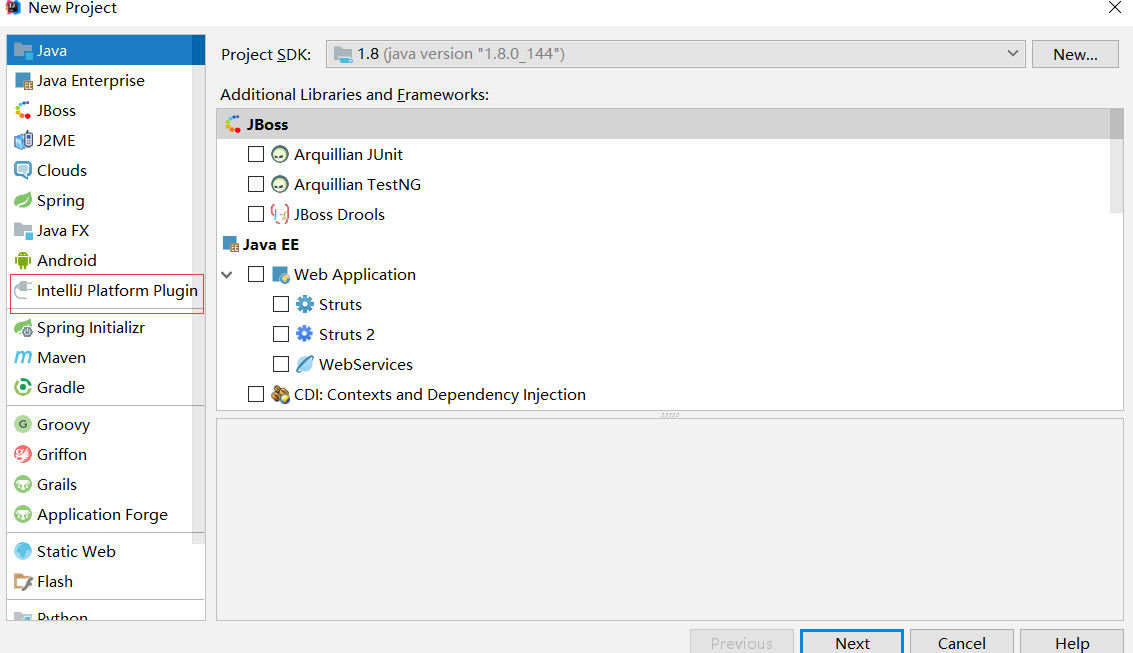 New Project
Java
Java Enterprise
JBoss
J2ME
Clouds
Spring
Java FX
Android
IntelliJ Platform Plugin
Spring Initializr
Maven
Gradle
Groovy
Griffon
Grails
Application Forge
Static Web
Flash
Python
Project SDK: 1.8 (java version "1.8.0_144") New...
Additional Libraries and Frameworks:
JBoss
Arquillian JUnit
Arquillian TestNG
JBoss Drools
Java EE
Web Application
Struts
Struts 2
WebServices
CDI: Contexts and Dependency Injection
Previous Next Cancel Help